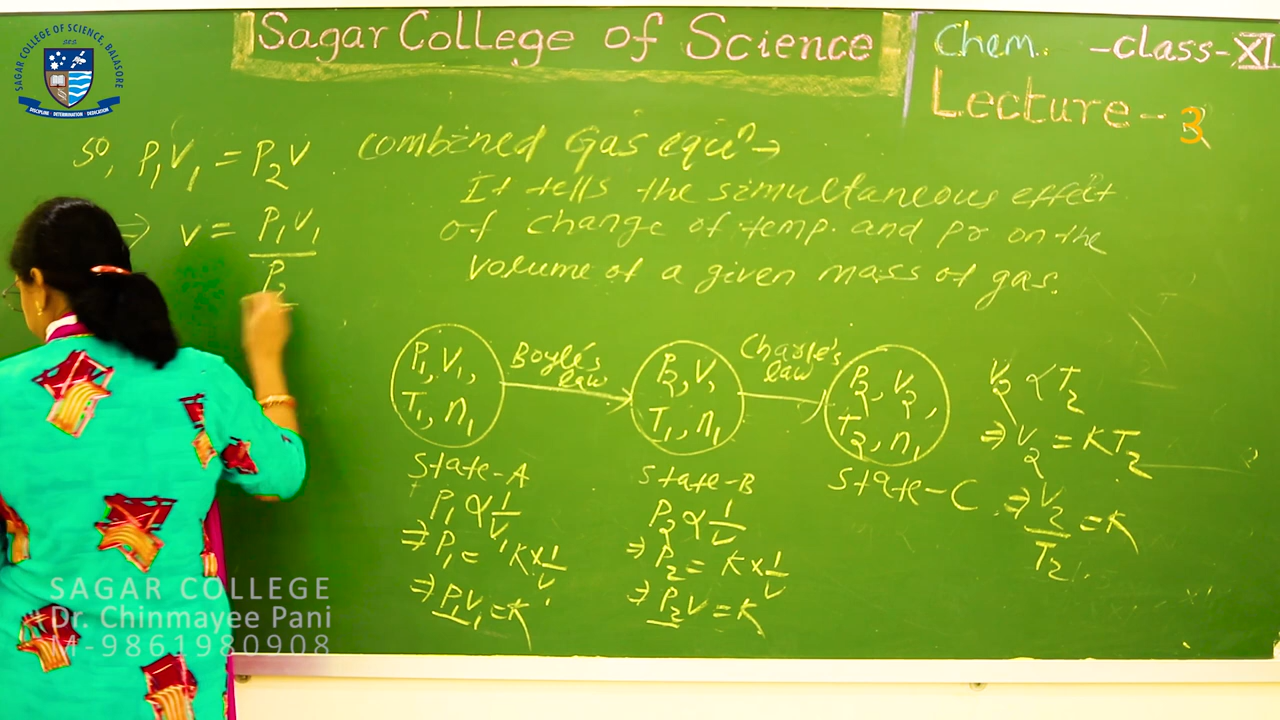 SAGAR COLLEGE OF SCIENCE, BALASORE
SCS
DISCIPLINE · DETERMINATION · DEDICATION
Sagar College of Science
Chem. -class-XI
Lecture-3
So, P₁V₁ = P₂V
⇒ V = P₁V₁/P₂
Combined Gas equⁿ→
It tells the simultaneous effect
of change of temp. and pr on the
volume of a given mass of gas.
P₁, V₁,
T₁, n₁
Boyle's
law
P₂, V,
T₁, n₁
Charle's
law
P₂, V₂,
T₂, n₁
State-A
P₁ ∝ 1/V₁
⇒ P₁ = K × 1/V₁
⇒ P₁V₁ = K
State-B
P₂ ∝ 1/V
⇒ P₂ = K × 1/V
⇒ P₂V = K
State-C
V₂ ∝ T₂
⇒ V₂ = KT₂
⇒ V₂/T₂ = K
SAGAR COLLEGE
Dr. Chinmayee Pani
M-9861980908